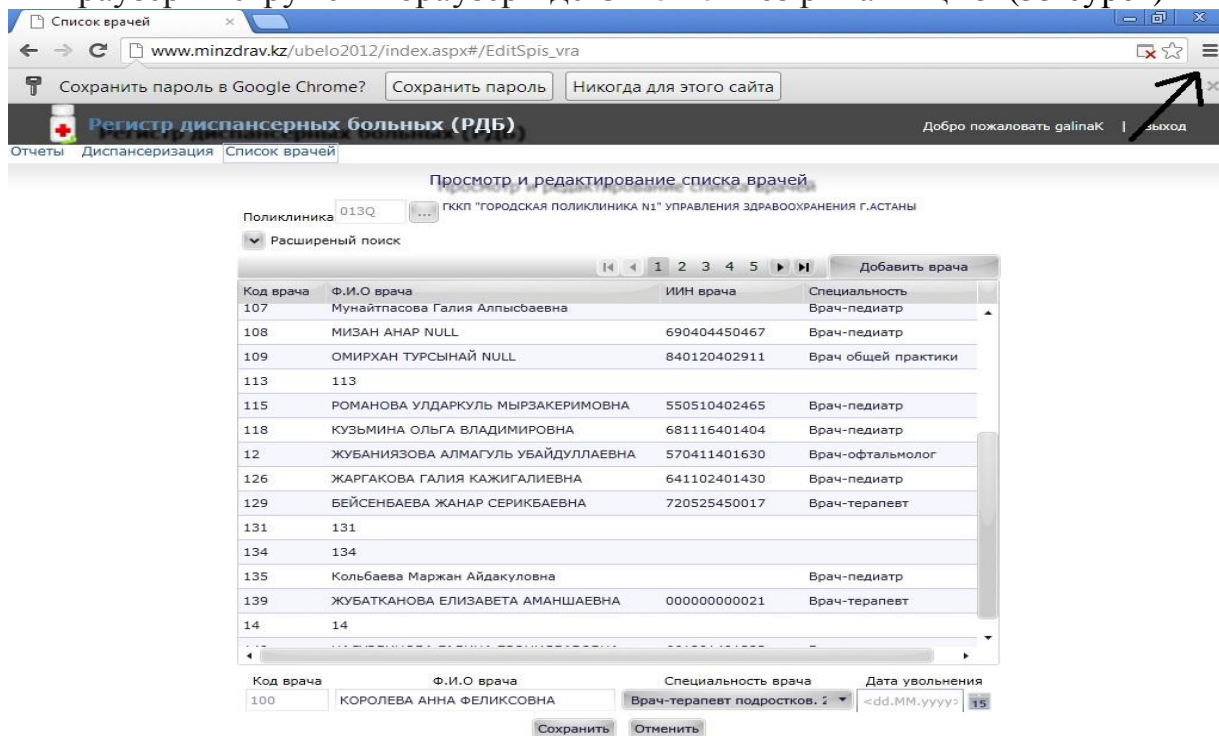 Список врачей
www.minzdrav.kz/ubelo2012/index.aspx#/EditSpis_vra
Сохранить пароль в Google Chrome? Сохранить пароль Никогда для этого сайта
Регистр диспансерных больных (РДБ)
Добро пожаловать galinaK | Выход
Отчеты Диспансеризация Список врачей
Просмотр и редактирование списка врачей
Поликлиника 013Q ... ГККП "ГОРОДСКАЯ ПОЛИКЛИНИКА N1" УПРАВЛЕНИЯ ЗДРАВООХРАНЕНИЯ Г.АСТАНЫ
Расширеный поиск
1 2 3 4 5 Добавить врача
Код врача Ф.И.О врача ИИН врача Специальность
107 Мунайтпасова Галия Алпысбаевна Врач-педиатр
108 МИЗАН АНАР NULL 690404450467 Врач-педиатр
109 ОМИРХАН ТУРСЫНАЙ NULL 840120402911 Врач общей практики
113 113
115 РОМАНОВА УЛДАРКУЛЬ МЫРЗАКЕРИМОВНА 550510402465 Врач-педиатр
118 КУЗЬМИНА ОЛЬГА ВЛАДИМИРОВНА 681116401404 Врач-педиатр
12 ЖУБАНИЯЗОВА АЛМАГУЛЬ УБАЙДУЛЛАЕВНА 570411401630 Врач-офтальмолог
126 ЖАРГАКОВА ГАЛИЯ КАЖИГАЛИЕВНА 641102401430 Врач-педиатр
129 БЕЙСЕНБАЕВА ЖАНАР СЕРИКБАЕВНА 720525450017 Врач-терапевт
131 131
134 134
135 Кольбаева Маржан Айдакуловна Врач-педиатр
139 ЖУБАТКАНОВА ЕЛИЗАВЕТА АМАНШАЕВНА 000000000021 Врач-терапевт
14 14
Код врача Ф.И.О врача Специальность врача Дата увольнения
100 КОРОЛЕВА АННА ФЕЛИКСОВНА Врач-терапевт подростков. <dd.MM.yyyy> 15
Сохранить Отменить